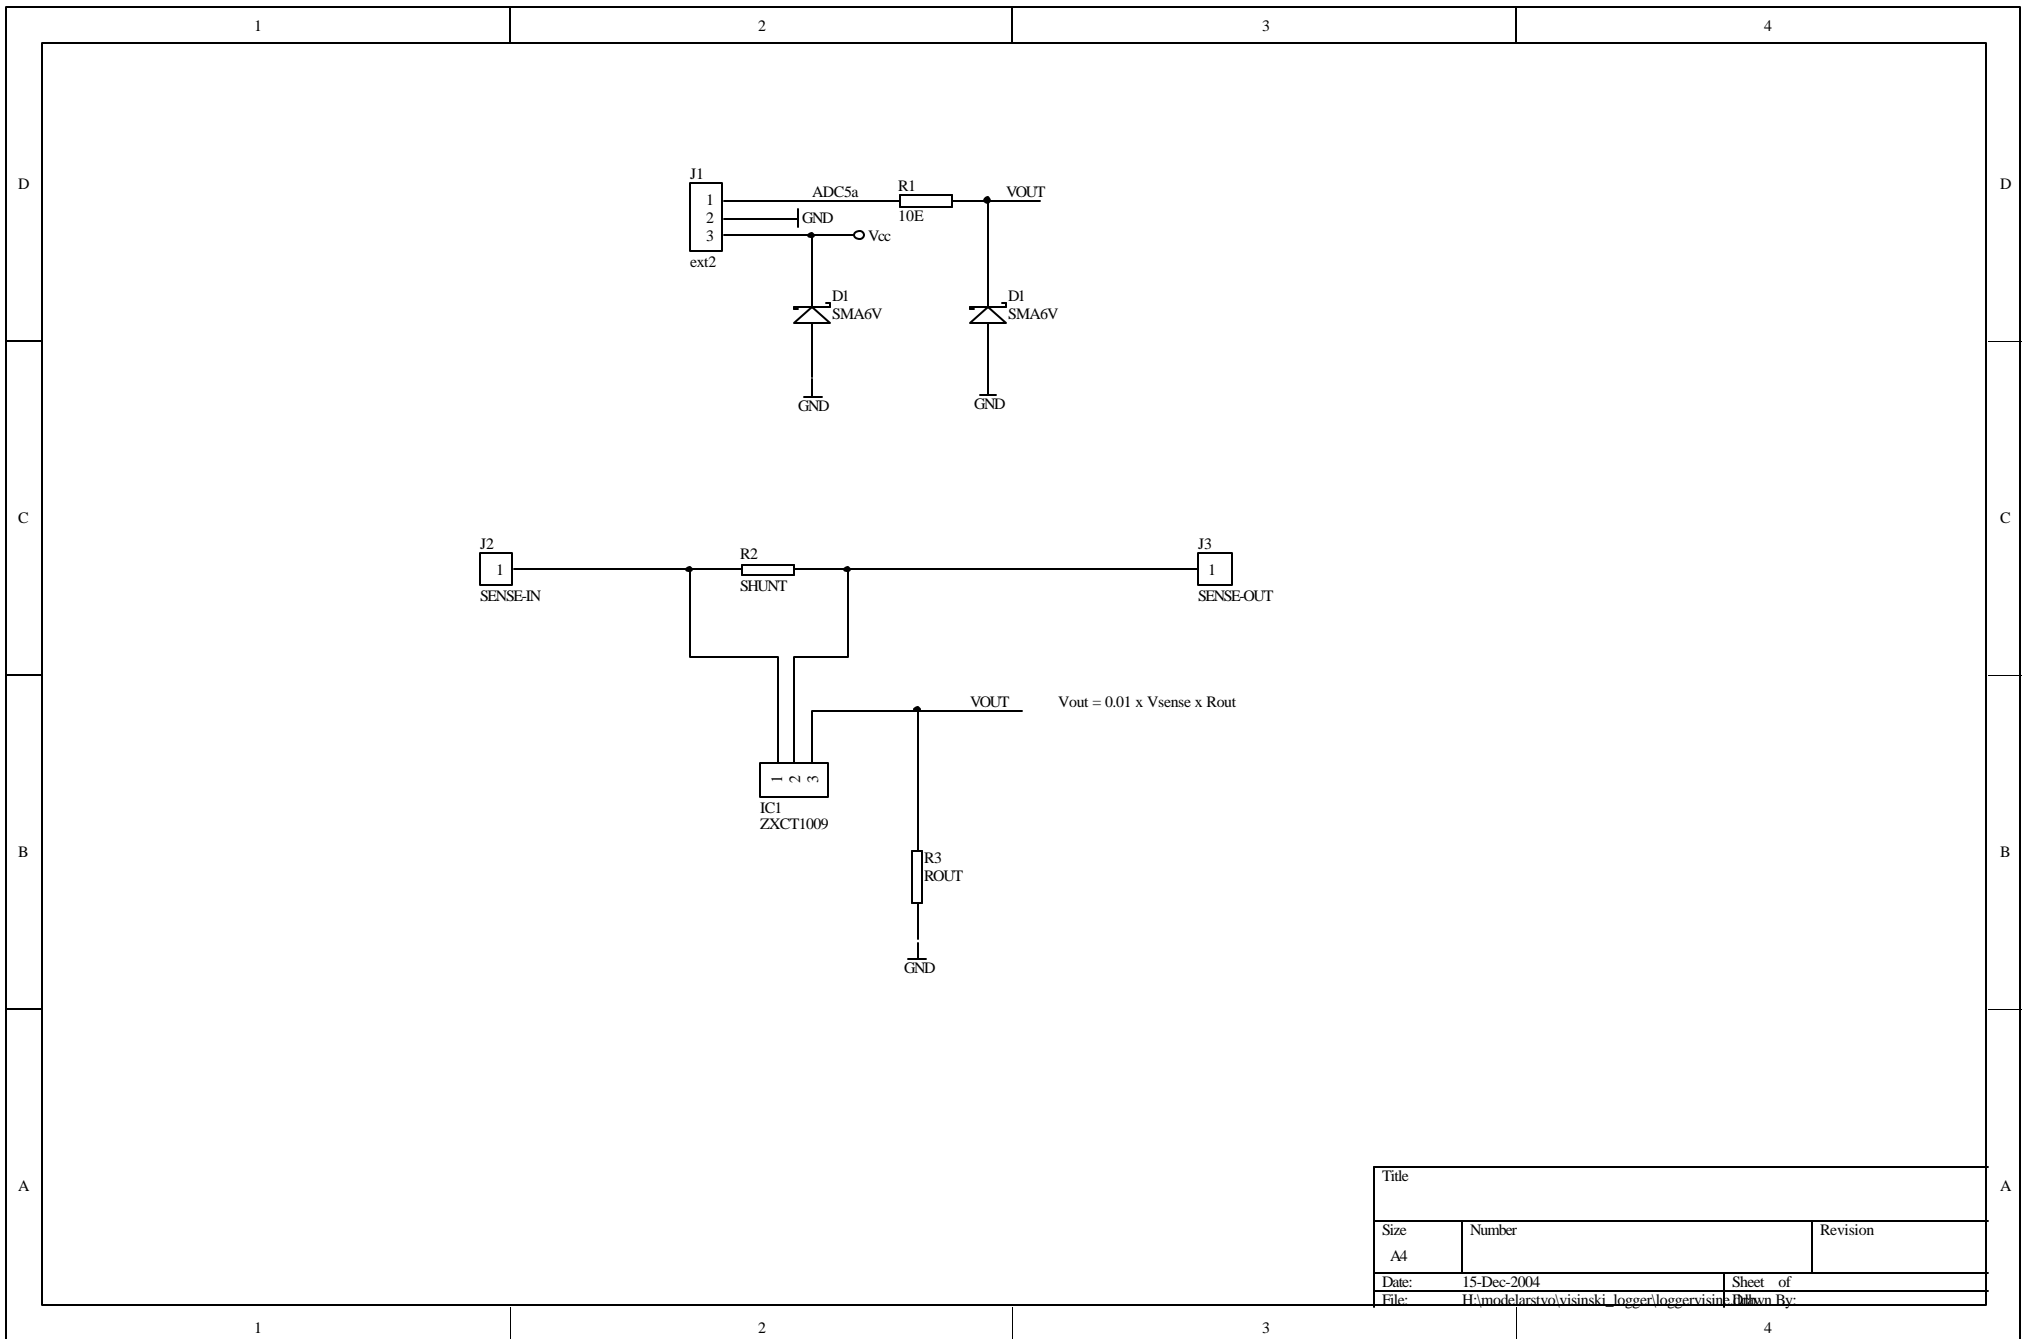 1 2 3 4
D D
J1
1 ADC5a R1 VOUT
2 GND 10E
3 Vcc
ext2
D1 D1
SMA6V SMA6V
GND GND
C C
J2 R2 J3
1 1
SENSE-IN SHUNT SENSE-OUT
VOUT Vout = 0.01 x Vsense x Rout
1 2 3
IC1
ZXCT1009
B B
R3
ROUT
GND
A A
Title
Size Number Revision
A4
Date: 15-Dec-2004 Sheet of
File: H:\modelarstvo\visinski_logger\loggervisine Drawn By:
1 2 3 4